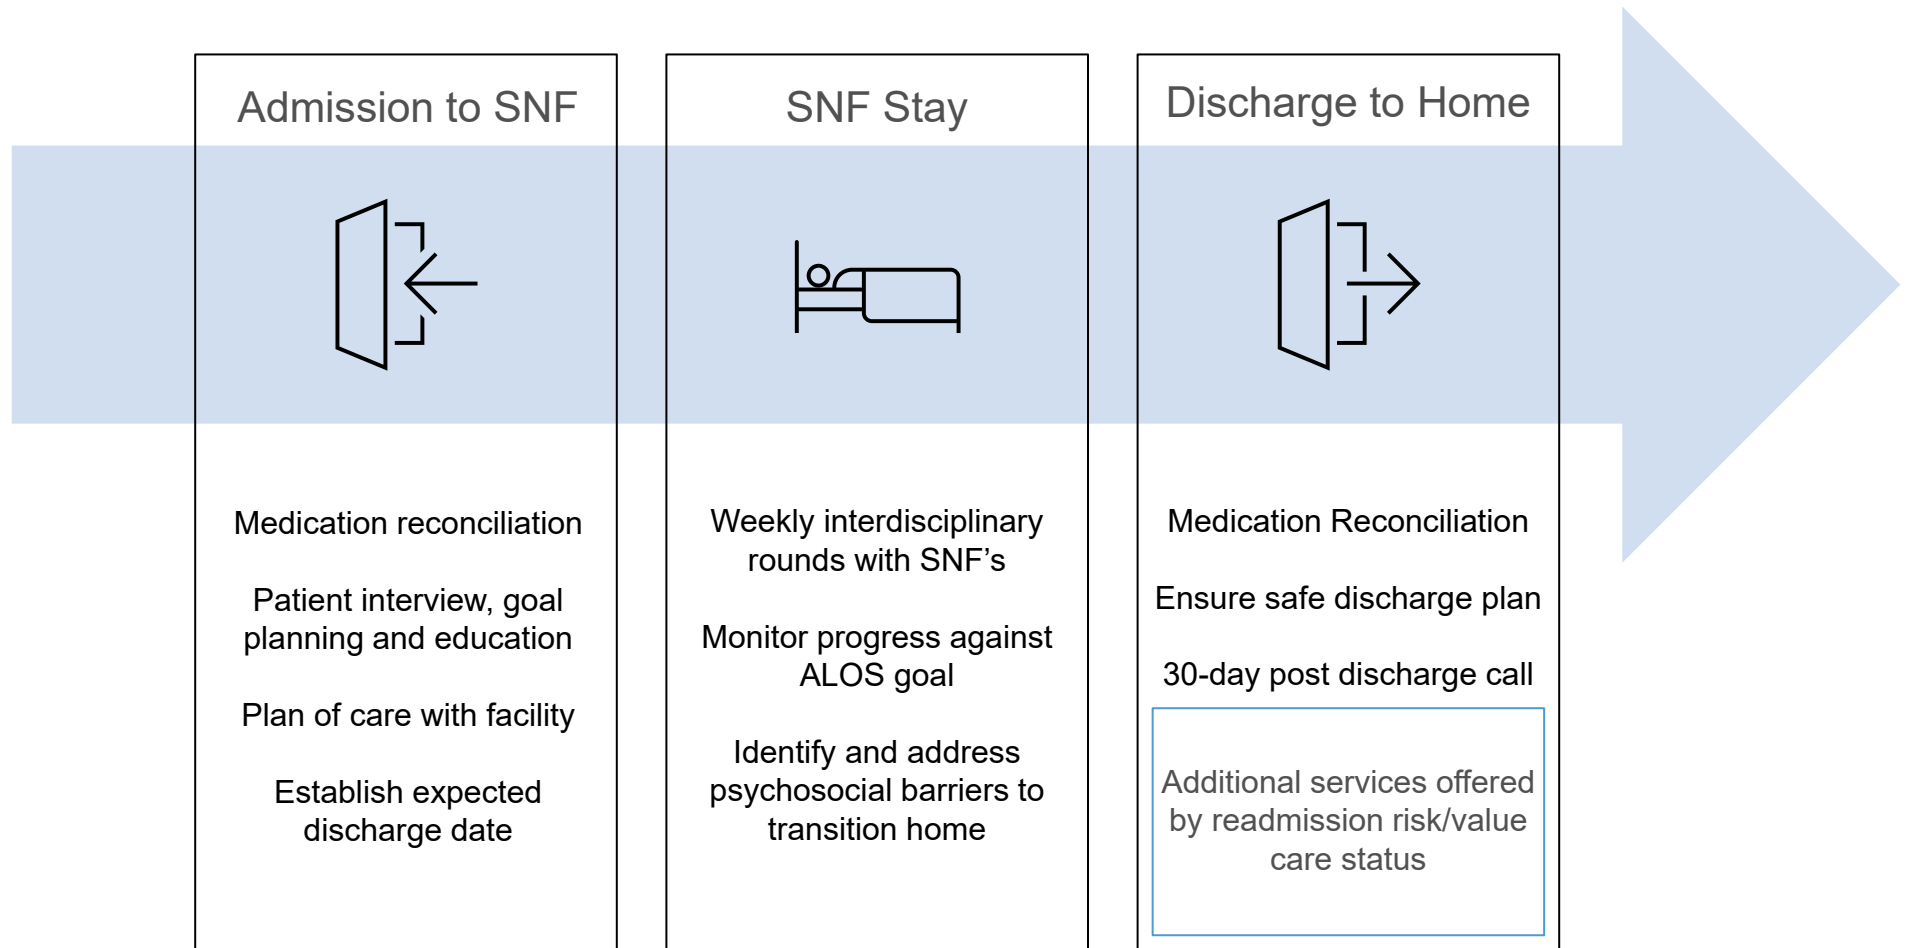 Admission to SNF
Medication reconciliation
Patient interview, goal
planning and education
Plan of care with facility
Establish expected
discharge date
SNF Stay
Weekly interdisciplinary
rounds with SNF’s
Monitor progress against
ALOS goal
Identify and address
psychosocial barriers to
transition home
Discharge to Home
Medication Reconciliation
Ensure safe discharge plan
30-day post discharge call
Additional services offered
by readmission risk/value
care status